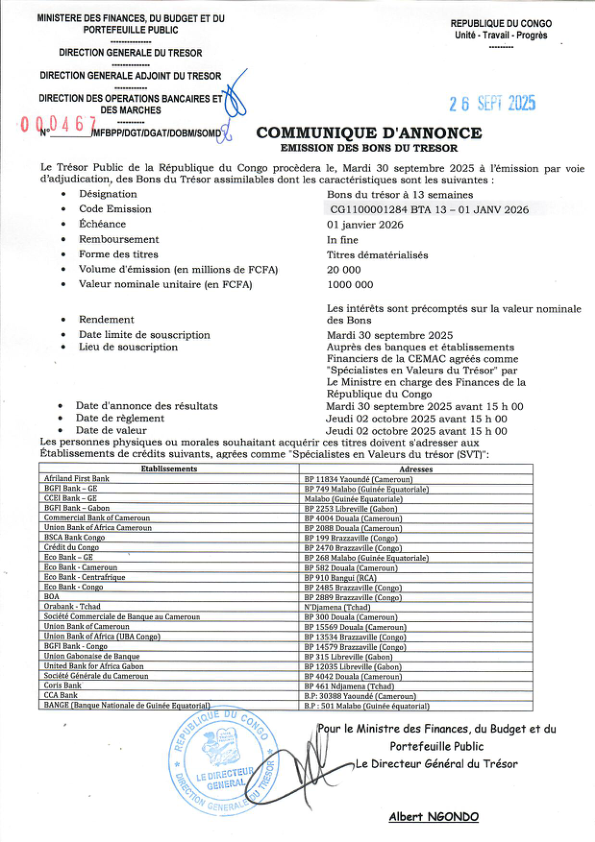 MINISTERE DES FINANCES, DU BUDGET ET DU
PORTEFEUILLE PUBLIC
---------------
DIRECTION GENERALE DU TRESOR
--------------
DIRECTION GENERALE ADJOINT DU TRESOR
------------
DIRECTION DES OPERATIONS BANCAIRES ET
DES MARCHES
------------
000467
N°________/MFBPP/DGT/DGAT/DOBM/SOMD
REPUBLIQUE DU CONGO
Unité - Travail - Progrès
---------
26 SEPT 2025
COMMUNIQUE D'ANNONCE
EMISSION DES BONS DU TRESOR
Le Trésor Public de la République du Congo procèdera le, Mardi 30 septembre 2025 à l'émission par voie
d'adjudication, des Bons du Trésor assimilables dont les caractéristiques sont les suivantes :
• Désignation Bons du trésor à 13 semaines
• Code Emission CG1100001284 BTA 13 – 01 JANV 2026
• Échéance 01 janvier 2026
• Remboursement In fine
• Forme des titres Titres dématérialisés
• Volume d'émission (en millions de FCFA) 20 000
• Valeur nominale unitaire (en FCFA) 1000 000
• Rendement Les intérêts sont précomptés sur la valeur nominale
des Bons
• Date limite de souscription Mardi 30 septembre 2025
• Lieu de souscription Auprès des banques et établissements
Financiers de la CEMAC agréés comme
"Spécialistes en Valeurs du Trésor" par
Le Ministre en charge des Finances de la
République du Congo
• Date d'annonce des résultats Mardi 30 septembre 2025 avant 15 h 00
• Date de règlement Jeudi 02 octobre 2025 avant 15 h 00
• Date de valeur Jeudi 02 octobre 2025 avant 15 h 00
Les personnes physiques ou morales souhaitant acquérir ces titres doivent s'adresser aux
Établissements de crédits suivants, agrées comme "Spécialistes en Valeurs du trésor (SVT)":
Etablissements Adresses
Afriland First Bank BP 11834 Yaoundé (Cameroun)
BGFI Bank – GE BP 749 Malabo (Guinée Equatoriale)
CCEI Bank – GE Malabo (Guinée Equatoriale)
BGFI Bank – Gabon BP 2253 Libreville (Gabon)
Commercial Bank of Cameroun BP 4004 Douala (Cameroun)
Union Bank of Africa Cameroun BP 2088 Douala (Cameroun)
BSCA Bank Congo BP 199 Brazzaville (Congo)
Crédit du Congo BP 2470 Brazzaville (Congo)
Eco Bank – GE BP 268 Malabo (Guinée Equatoriale)
Eco Bank - Cameroun BP 582 Douala (Cameroun)
Eco Bank - Centrafrique BP 910 Bangui (RCA)
Eco Bank - Congo BP 2485 Brazzaville (Congo)
BOA BP 2889 Brazzaville (Congo)
Orabank - Tchad N'Djamena (Tchad)
Société Commerciale de Banque au Cameroun BP 300 Douala (Cameroun)
Union Bank of Cameroun BP 15569 Douala (Cameroun)
Union Bank of Africa (UBA Congo) BP 13534 Brazzaville (Congo)
BGFI Bank - Congo BP 14579 Brazzaville (Congo)
Union Gabonaise de Banque BP 315 Libreville (Gabon)
United Bank for Africa Gabon BP 12035 Libreville (Gabon)
Société Générale du Cameroun BP 4042 Douala (Cameroun)
Coris Bank BP 461 Ndjamena (Tchad)
CCA Bank B.P: 30388 Yaoundé (Cameroun)
BANGE (Banque Nationale de Guinée Equatorial) B.P : 501 Malabo (Guinée équatorial)
Pour le Ministre des Finances, du Budget et du
Portefeuille Public
Le Directeur Général du Trésor
REPUBLIQUE DU CONGO
LE DIRECTEUR
GENERAL
DIRECTION GENERALE DU TRESOR
Albert NGONDO